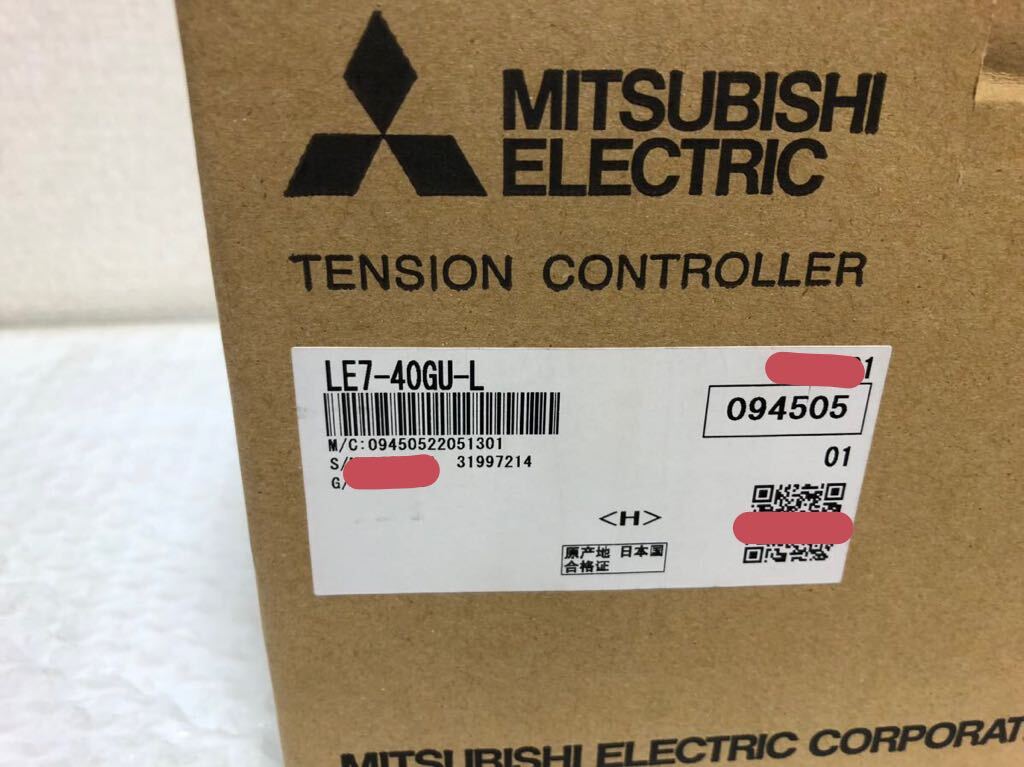 MITSUBISHI
ELECTRIC
TENSION CONTROLLER
LE7-40GU-L
1
094505
M/C:09450522051301
S/ 31997214
01
G/
<H>
原产地 日本国
合格证
MITSUBISHI ELECTRIC CORPORAT